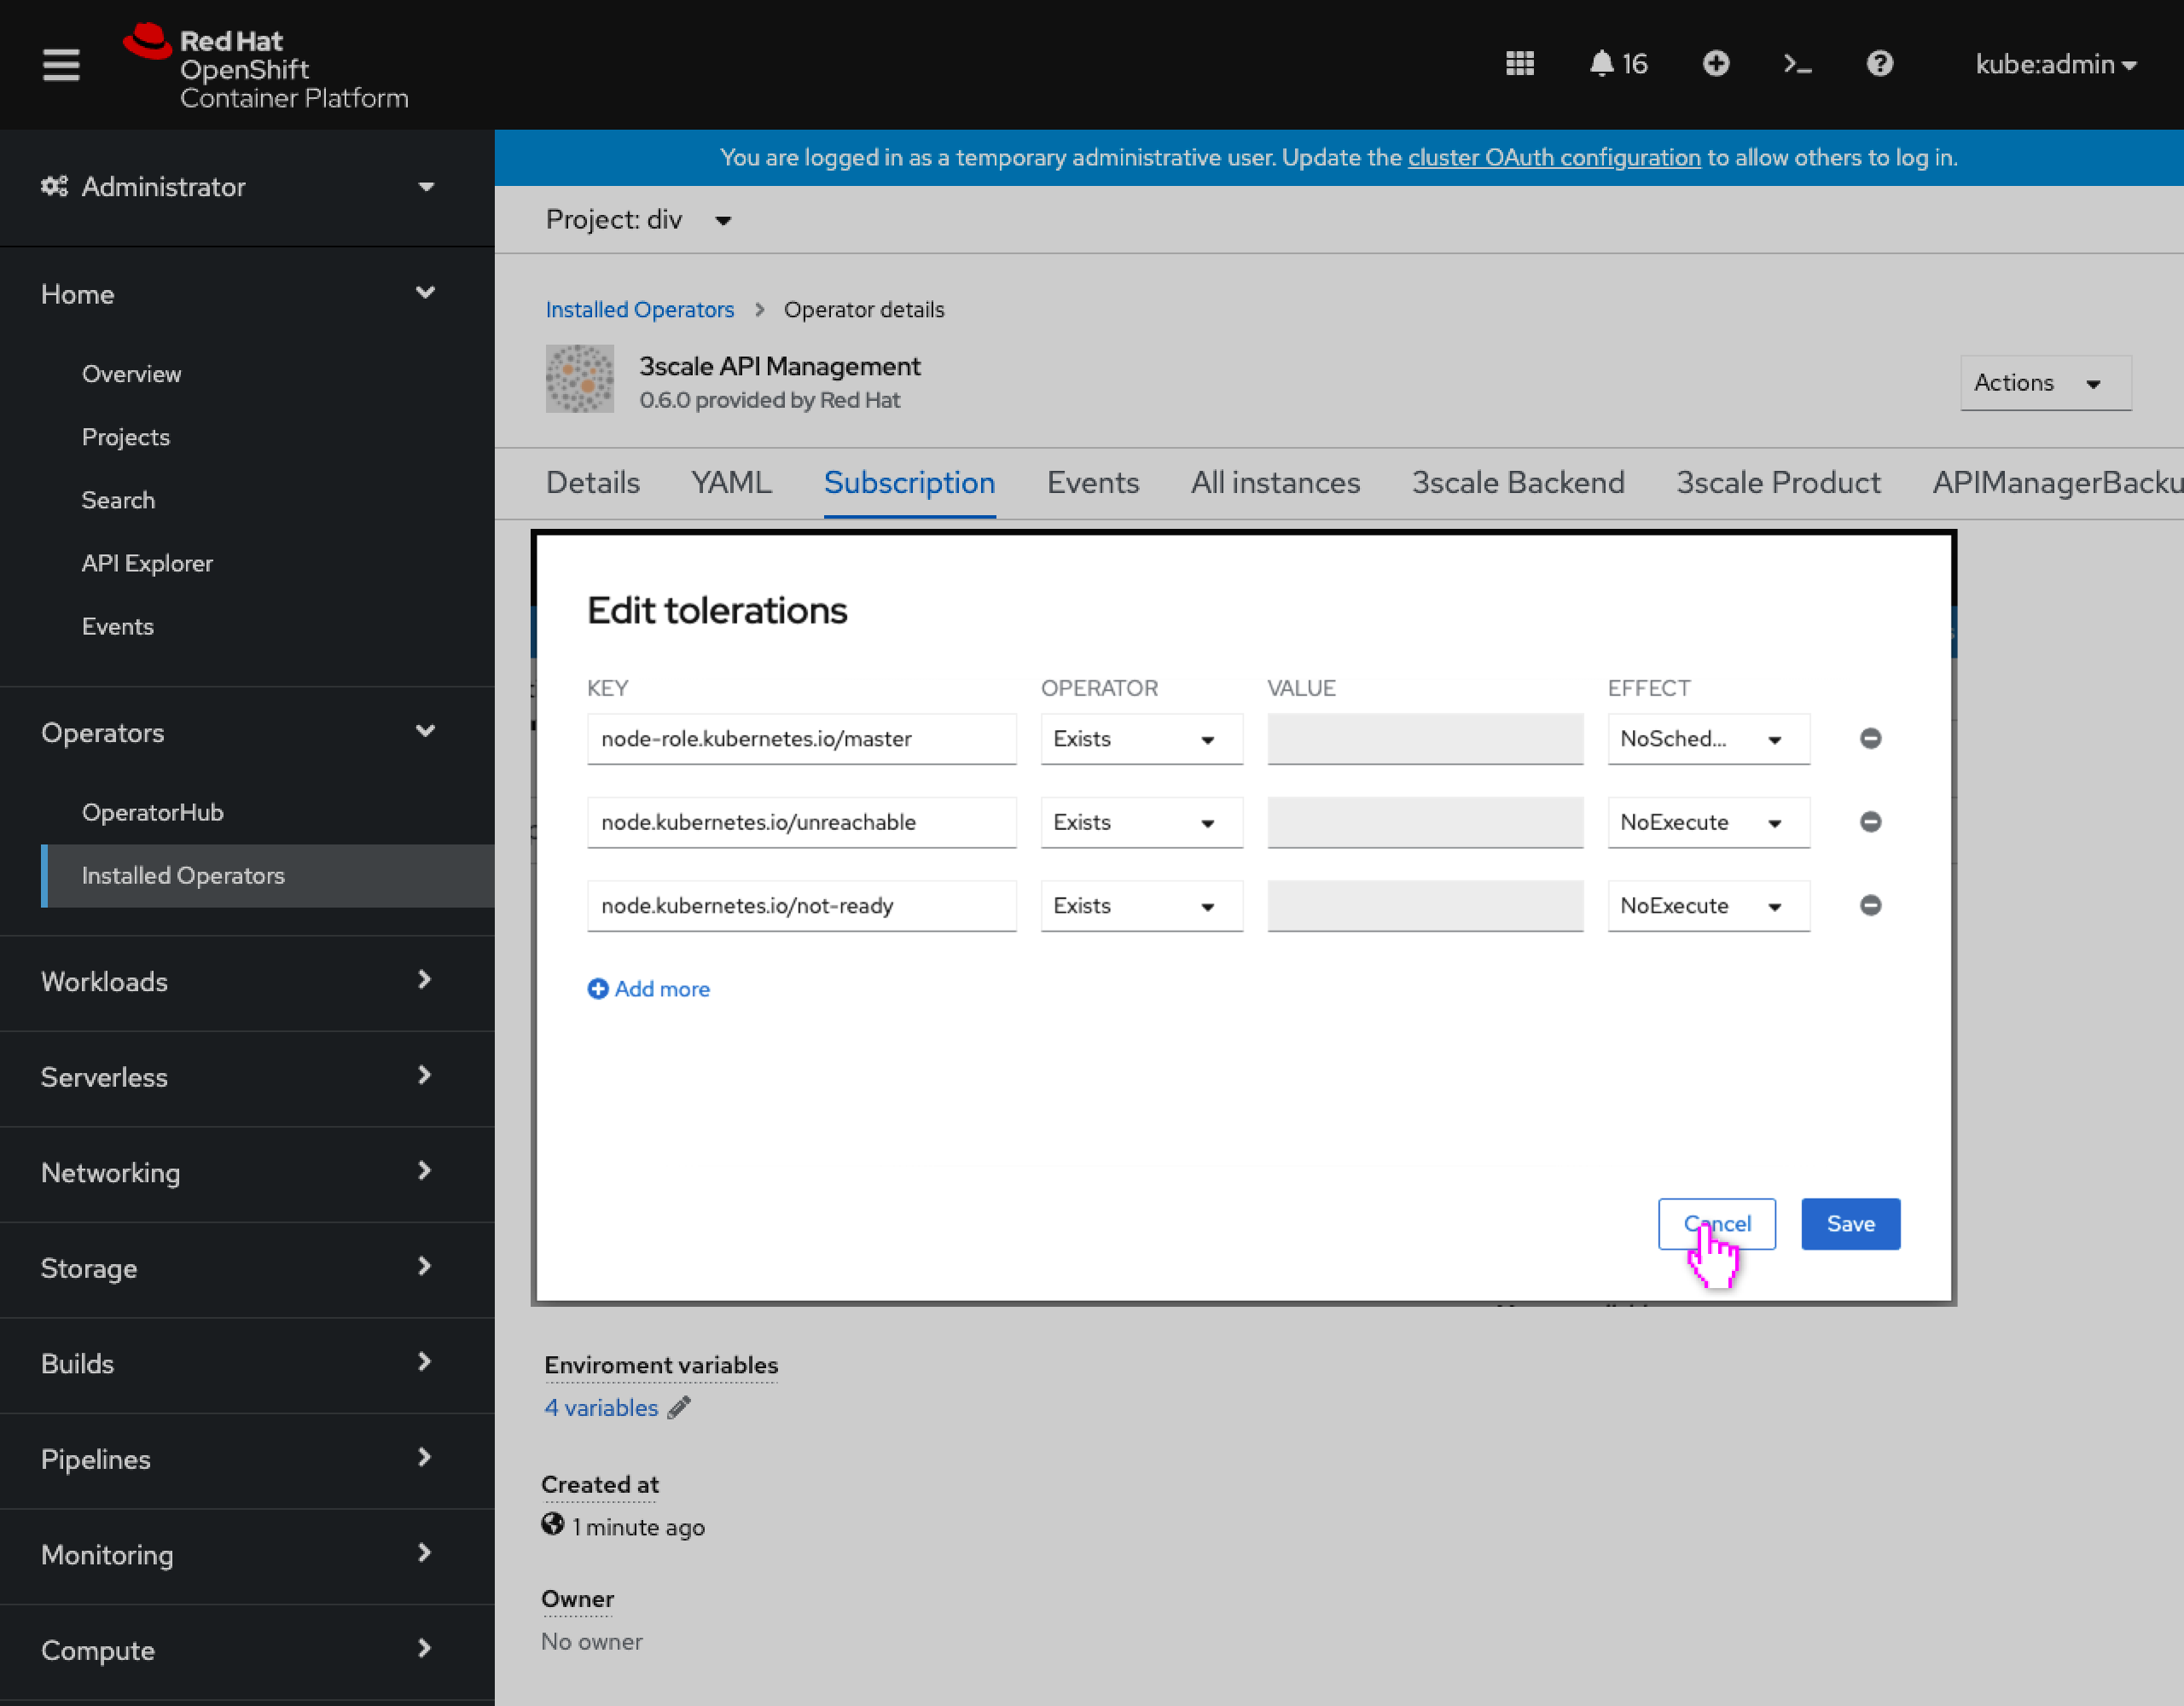 Red Hat
OpenShift
Container Platform
16
kube:admin
You are logged in as a temporary administrative user. Update the cluster OAuth configuration to allow others to log in.
Administrator
Project: div
Home
Overview
Projects
Search
API Explorer
Events
Operators
OperatorHub
Installed Operators
Workloads
Serverless
Networking
Storage
Builds
Pipelines
Monitoring
Compute
Installed Operators > Operator details
3scale API Management
0.6.0 provided by Red Hat
Actions
Details YAML Subscription Events All instances 3scale Backend 3scale Product APIManagerBacku
Edit tolerations
KEY OPERATOR VALUE EFFECT
node-role.kubernetes.io/master Exists NoSched...
node.kubernetes.io/unreachable Exists NoExecute
node.kubernetes.io/not-ready Exists NoExecute
Add more
Cancel Save
Enviroment variables
4 variables
Created at
1 minute ago
Owner
No owner